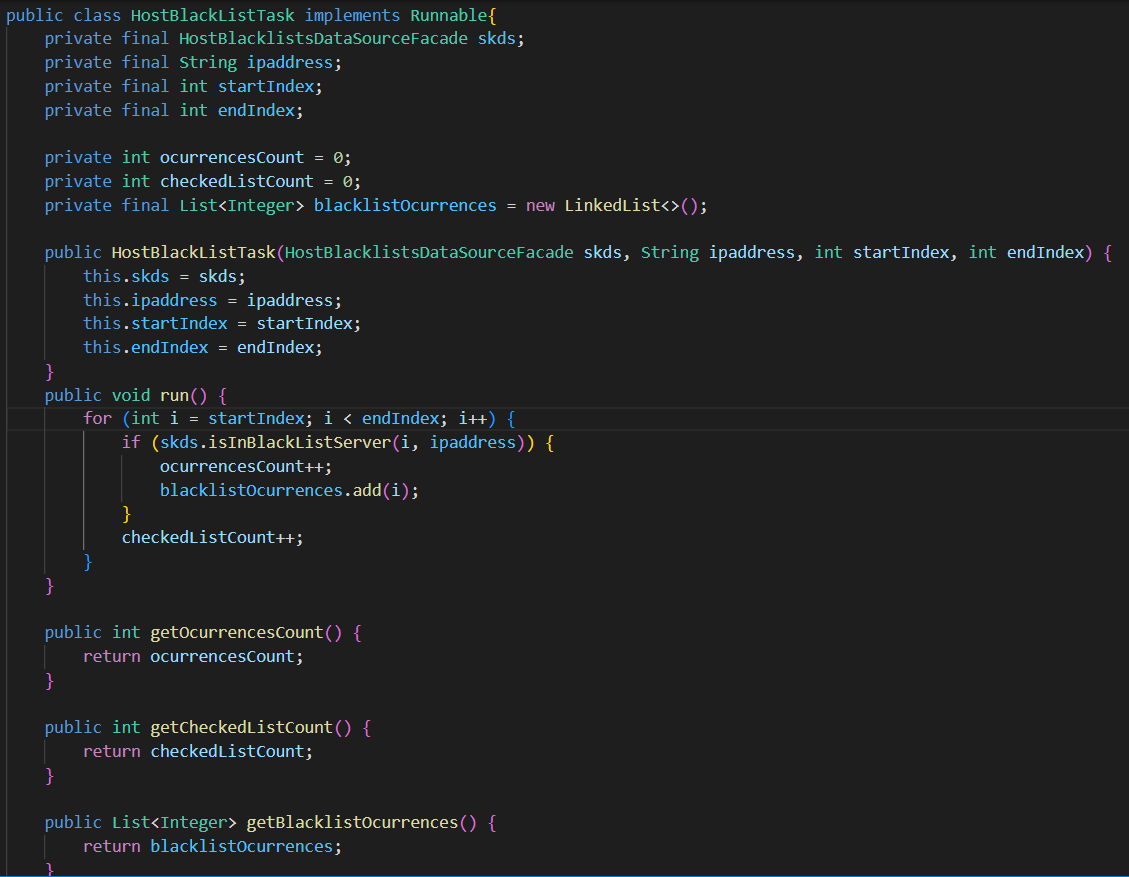 public class HostBlackListTask implements Runnable{
    private final HostBlacklistsDataSourceFacade skds;
    private final String ipaddress;
    private final int startIndex;
    private final int endIndex;

    private int ocurrencesCount = 0;
    private int checkedListCount = 0;
    private final List<Integer> blacklistOcurrences = new LinkedList<>();

    public HostBlackListTask(HostBlacklistsDataSourceFacade skds, String ipaddress, int startIndex, int endIndex) {
        this.skds = skds;
        this.ipaddress = ipaddress;
        this.startIndex = startIndex;
        this.endIndex = endIndex;
    }
    public void run() {
        for (int i = startIndex; i < endIndex; i++) {
            if (skds.isInBlackListServer(i, ipaddress)) {
                ocurrencesCount++;
                blacklistOcurrences.add(i);
            }
            checkedListCount++;
        }
    }

    public int getOcurrencesCount() {
        return ocurrencesCount;
    }

    public int getCheckedListCount() {
        return checkedListCount;
    }

    public List<Integer> getBlacklistOcurrences() {
        return blacklistOcurrences;
    }